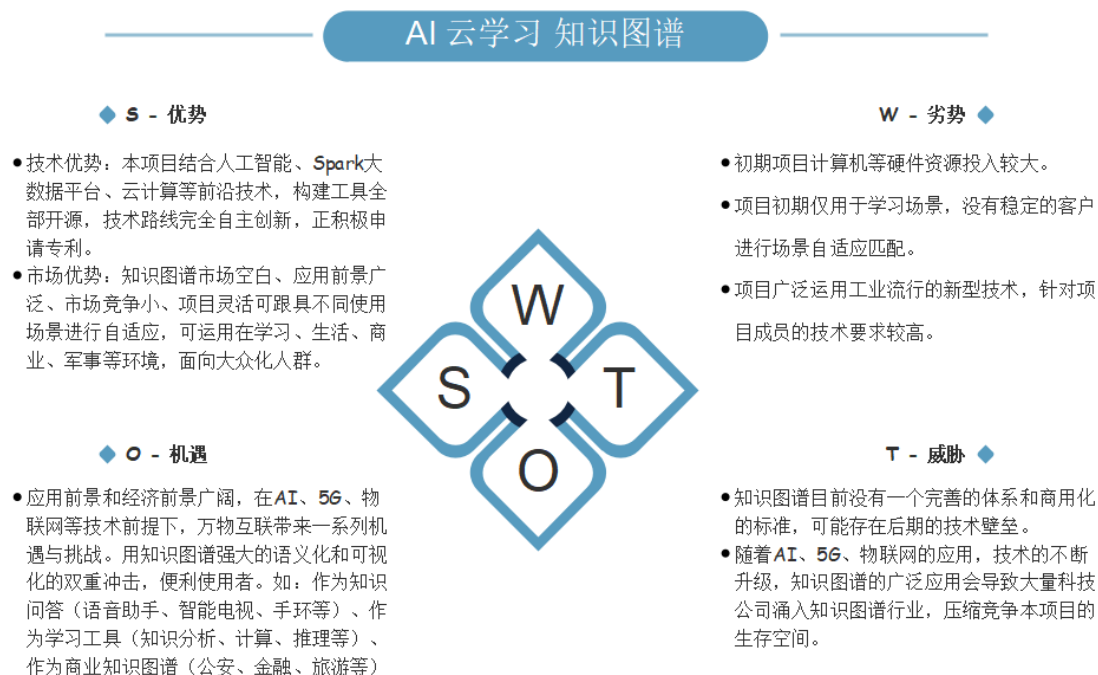 AI 云学习 知识图谱
S - 优势
● 技术优势：本项目结合人工智能、Spark大
数据平台、云计算等前沿技术，构建工具全
部开源，技术路线完全自主创新，正积极申
请专利。
● 市场优势：知识图谱市场空白、应用前景广
泛、市场竞争小、项目灵活可跟具不同使用
场景进行自适应，可运用在学习、生活、商
业、军事等环境，面向大众化人群。
W - 劣势
● 初期项目计算机等硬件资源投入较大。
● 项目初期仅用于学习场景，没有稳定的客户
进行场景自适应匹配。
● 项目广泛运用工业流行的新型技术，针对项
目成员的技术要求较高。
W
S
T
O
O - 机遇
● 应用前景和经济前景广阔，在AI、5G、物
联网等技术前提下，万物互联带来一系列机
遇与挑战。用知识图谱强大的语义化和可视
化的双重冲击，便利使用者。如：作为知识
问答（语音助手、智能电视、手环等）、作
为学习工具（知识分析、计算、推理等）、
作为商业知识图谱（公安、金融、旅游等）
T - 威胁
● 知识图谱目前没有一个完善的体系和商用化
的标准，可能存在后期的技术壁垒。
● 随着AI、5G、物联网的应用，技术的不断
升级，知识图谱的广泛应用会导致大量科技
公司涌入知识图谱行业，压缩竞争本项目的
生存空间。